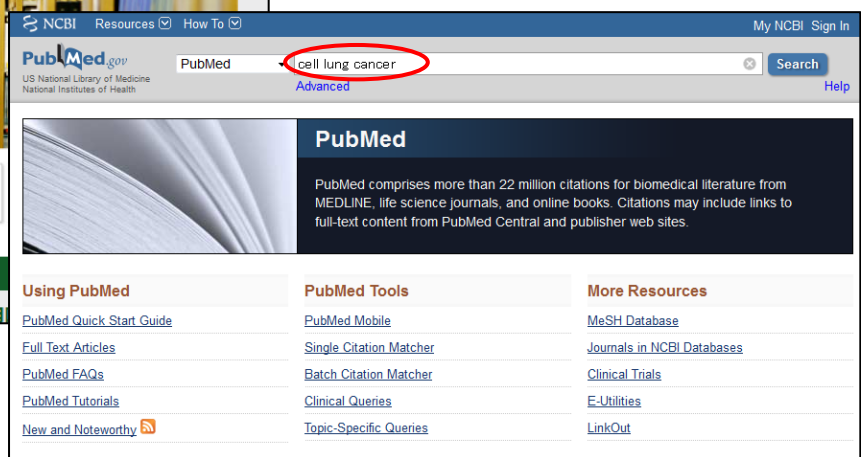 NCBI Resources How To My NCBI Sign In
PubMed.gov
US National Library of Medicine
National Institutes of Health
PubMed
cell lung cancer
Search
Advanced
Help
PubMed
PubMed comprises more than 22 million citations for biomedical literature from
MEDLINE, life science journals, and online books. Citations may include links to
full-text content from PubMed Central and publisher web sites.
Using PubMed
PubMed Quick Start Guide
Full Text Articles
PubMed FAQs
PubMed Tutorials
New and Noteworthy
PubMed Tools
PubMed Mobile
Single Citation Matcher
Batch Citation Matcher
Clinical Queries
Topic-Specific Queries
More Resources
MeSH Database
Journals in NCBI Databases
Clinical Trials
E-Utilities
LinkOut